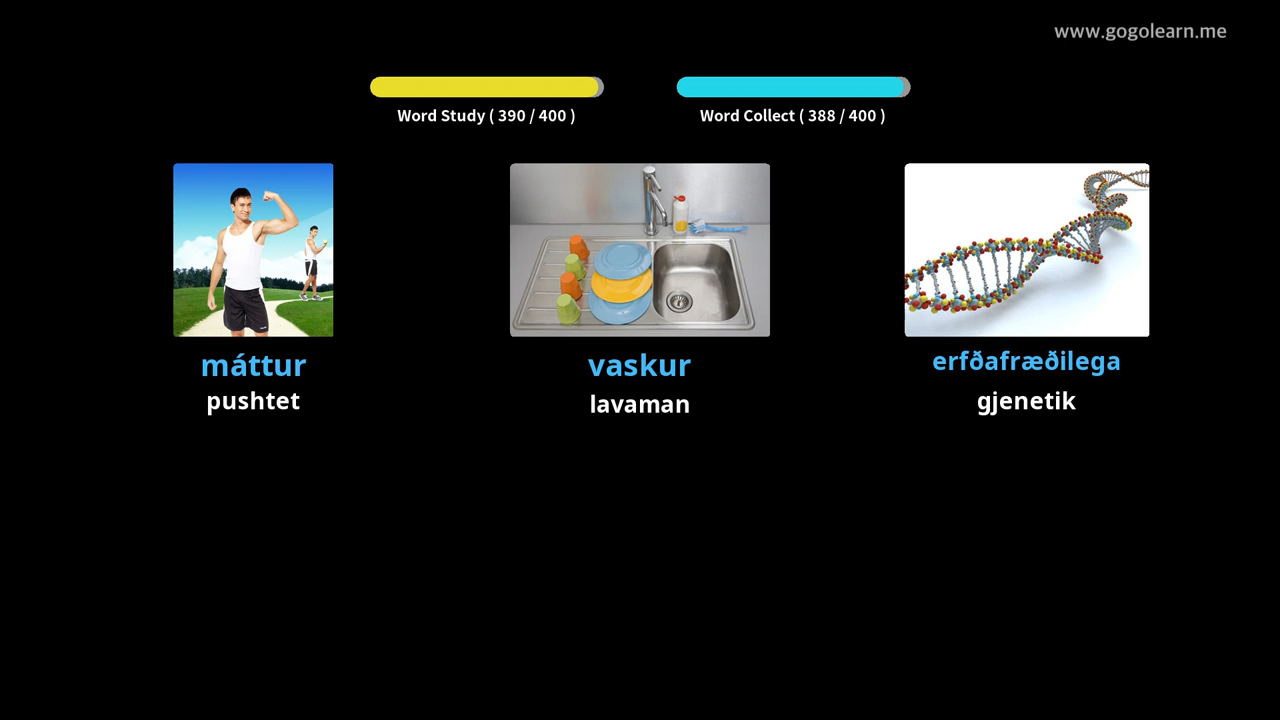 www.gogolearn.me
Word Study ( 390 / 400 )
Word Collect ( 388 / 400 )
máttur
pushtet
vaskur
lavaman
erfðafræðilega
gjenetik